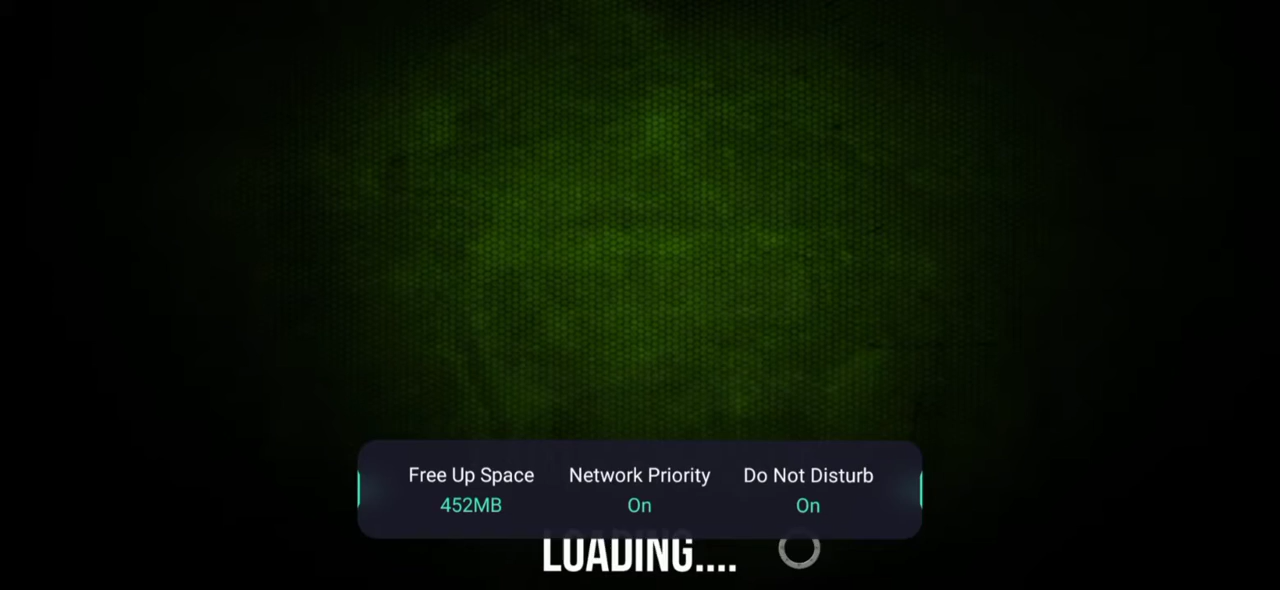 Free Up Space Network Priority Do Not Disturb
452MB On On
LOADING....